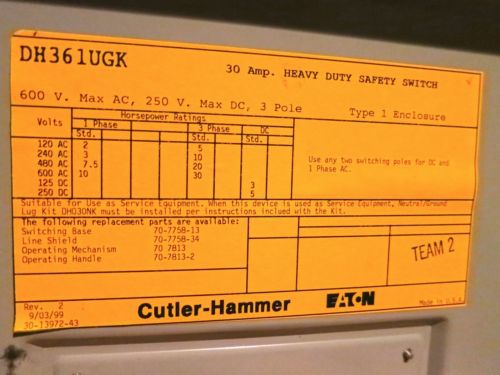 DH361UGK
30 Amp. HEAVY DUTY SAFETY SWITCH
600 V. Max AC, 250 V. Max DC, 3 Pole
Type 1 Enclosure
Volts Horsepower Ratings
1 Phase 3 Phase DC
Std. Std. Std.
120 AC 2
240 AC 3 5
480 AC 7.5 10
600 AC 10 20
30
125 DC 3
250 DC 5
Use any two switching poles for DC and
1 Phase AC.
Suitable for Use as Service Equipment. When this device is used as Service Equipment, Neutral/Ground
Lug Kit DH030NK must be installed per instructions inclued with the Kit.
The following replacement parts are available:
Switching Base 70-7758-13
Line Shield 70-7758-34
Operating Mechanism 70 7813
Operating Handle 70-7813-2
TEAM 2
Rev. 2
9/03/99
30-13972-43
Cutler-Hammer
EATON
Made in U.S.A.